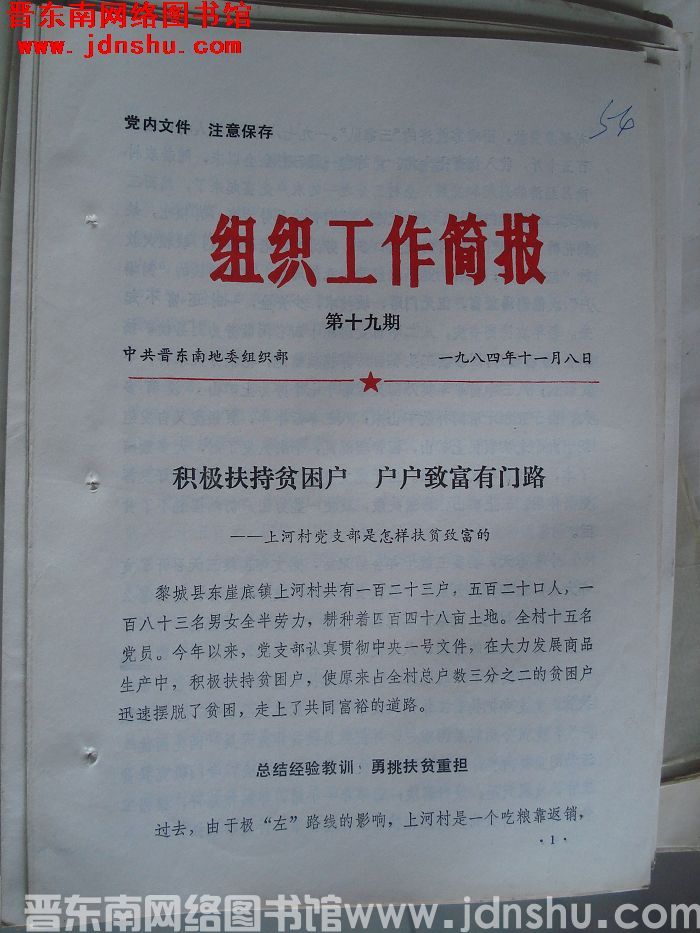 晋东南网络图书馆
www.jdnshu.com
党内文件 注意保存
54
组织工作简报
第十九期
中共晋东南地委组织部 一九八四年十一月八日
积极扶持贫困户 户户致富有门路
——上河村党支部是怎样扶贫致富的
黎城县东崖底镇上河村共有一百二十三户，五百二十口人，一
百八十三名男女全半劳力，耕种着四百四十八亩土地。全村十五名
党员。今年以来，党支部认真贯彻中央一号文件，在大力发展商品
生产中，积极扶持贫困户，使原来占全村总户数三分之二的贫困户
迅速摆脱了贫困，走上了共同富裕的道路。
总结经验教训，勇挑扶贫重担
过去，由于极“左”路线的影响，上河村是一个吃粮靠返销，
·1·
晋东南网络图书馆www.jdnshu.com